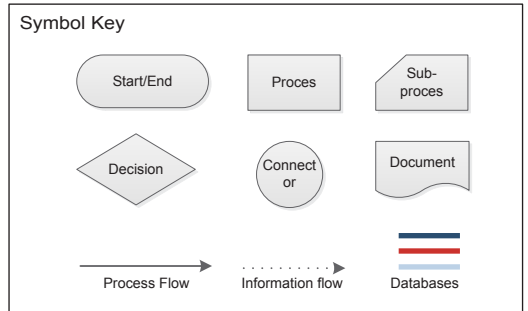 Symbol Key
Start/End
Proces
Sub-
proces
Decision
Connect
or
Document
Process Flow
Information flow
Databases